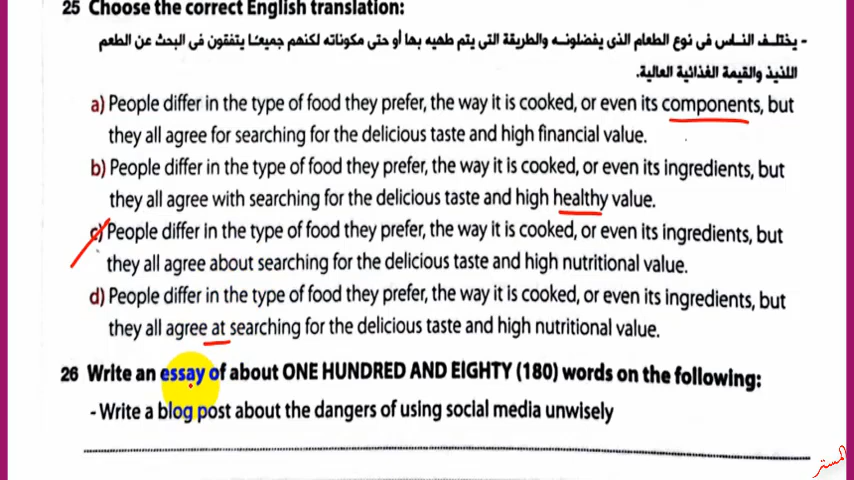 25 Choose the correct English translation:
- يختلف الناس فى نوع الطعام الذى يفضلونه والطريقة التى يتم طهيه بها أو حتى مكوناته لكنهم جميعًا يتفقون فى البحث عن الطعم
اللذيذ والقيمة الغذائية العالية.
a) People differ in the type of food they prefer, the way it is cooked, or even its components, but
they all agree for searching for the delicious taste and high financial value.
b) People differ in the type of food they prefer, the way it is cooked, or even its ingredients, but
they all agree with searching for the delicious taste and high healthy value.
c) People differ in the type of food they prefer, the way it is cooked, or even its ingredients, but
they all agree about searching for the delicious taste and high nutritional value.
d) People differ in the type of food they prefer, the way it is cooked, or even its ingredients, but
they all agree at searching for the delicious taste and high nutritional value.
26 Write an essay of about ONE HUNDRED AND EIGHTY (180) words on the following:
- Write a blog post about the dangers of using social media unwisely
المستر